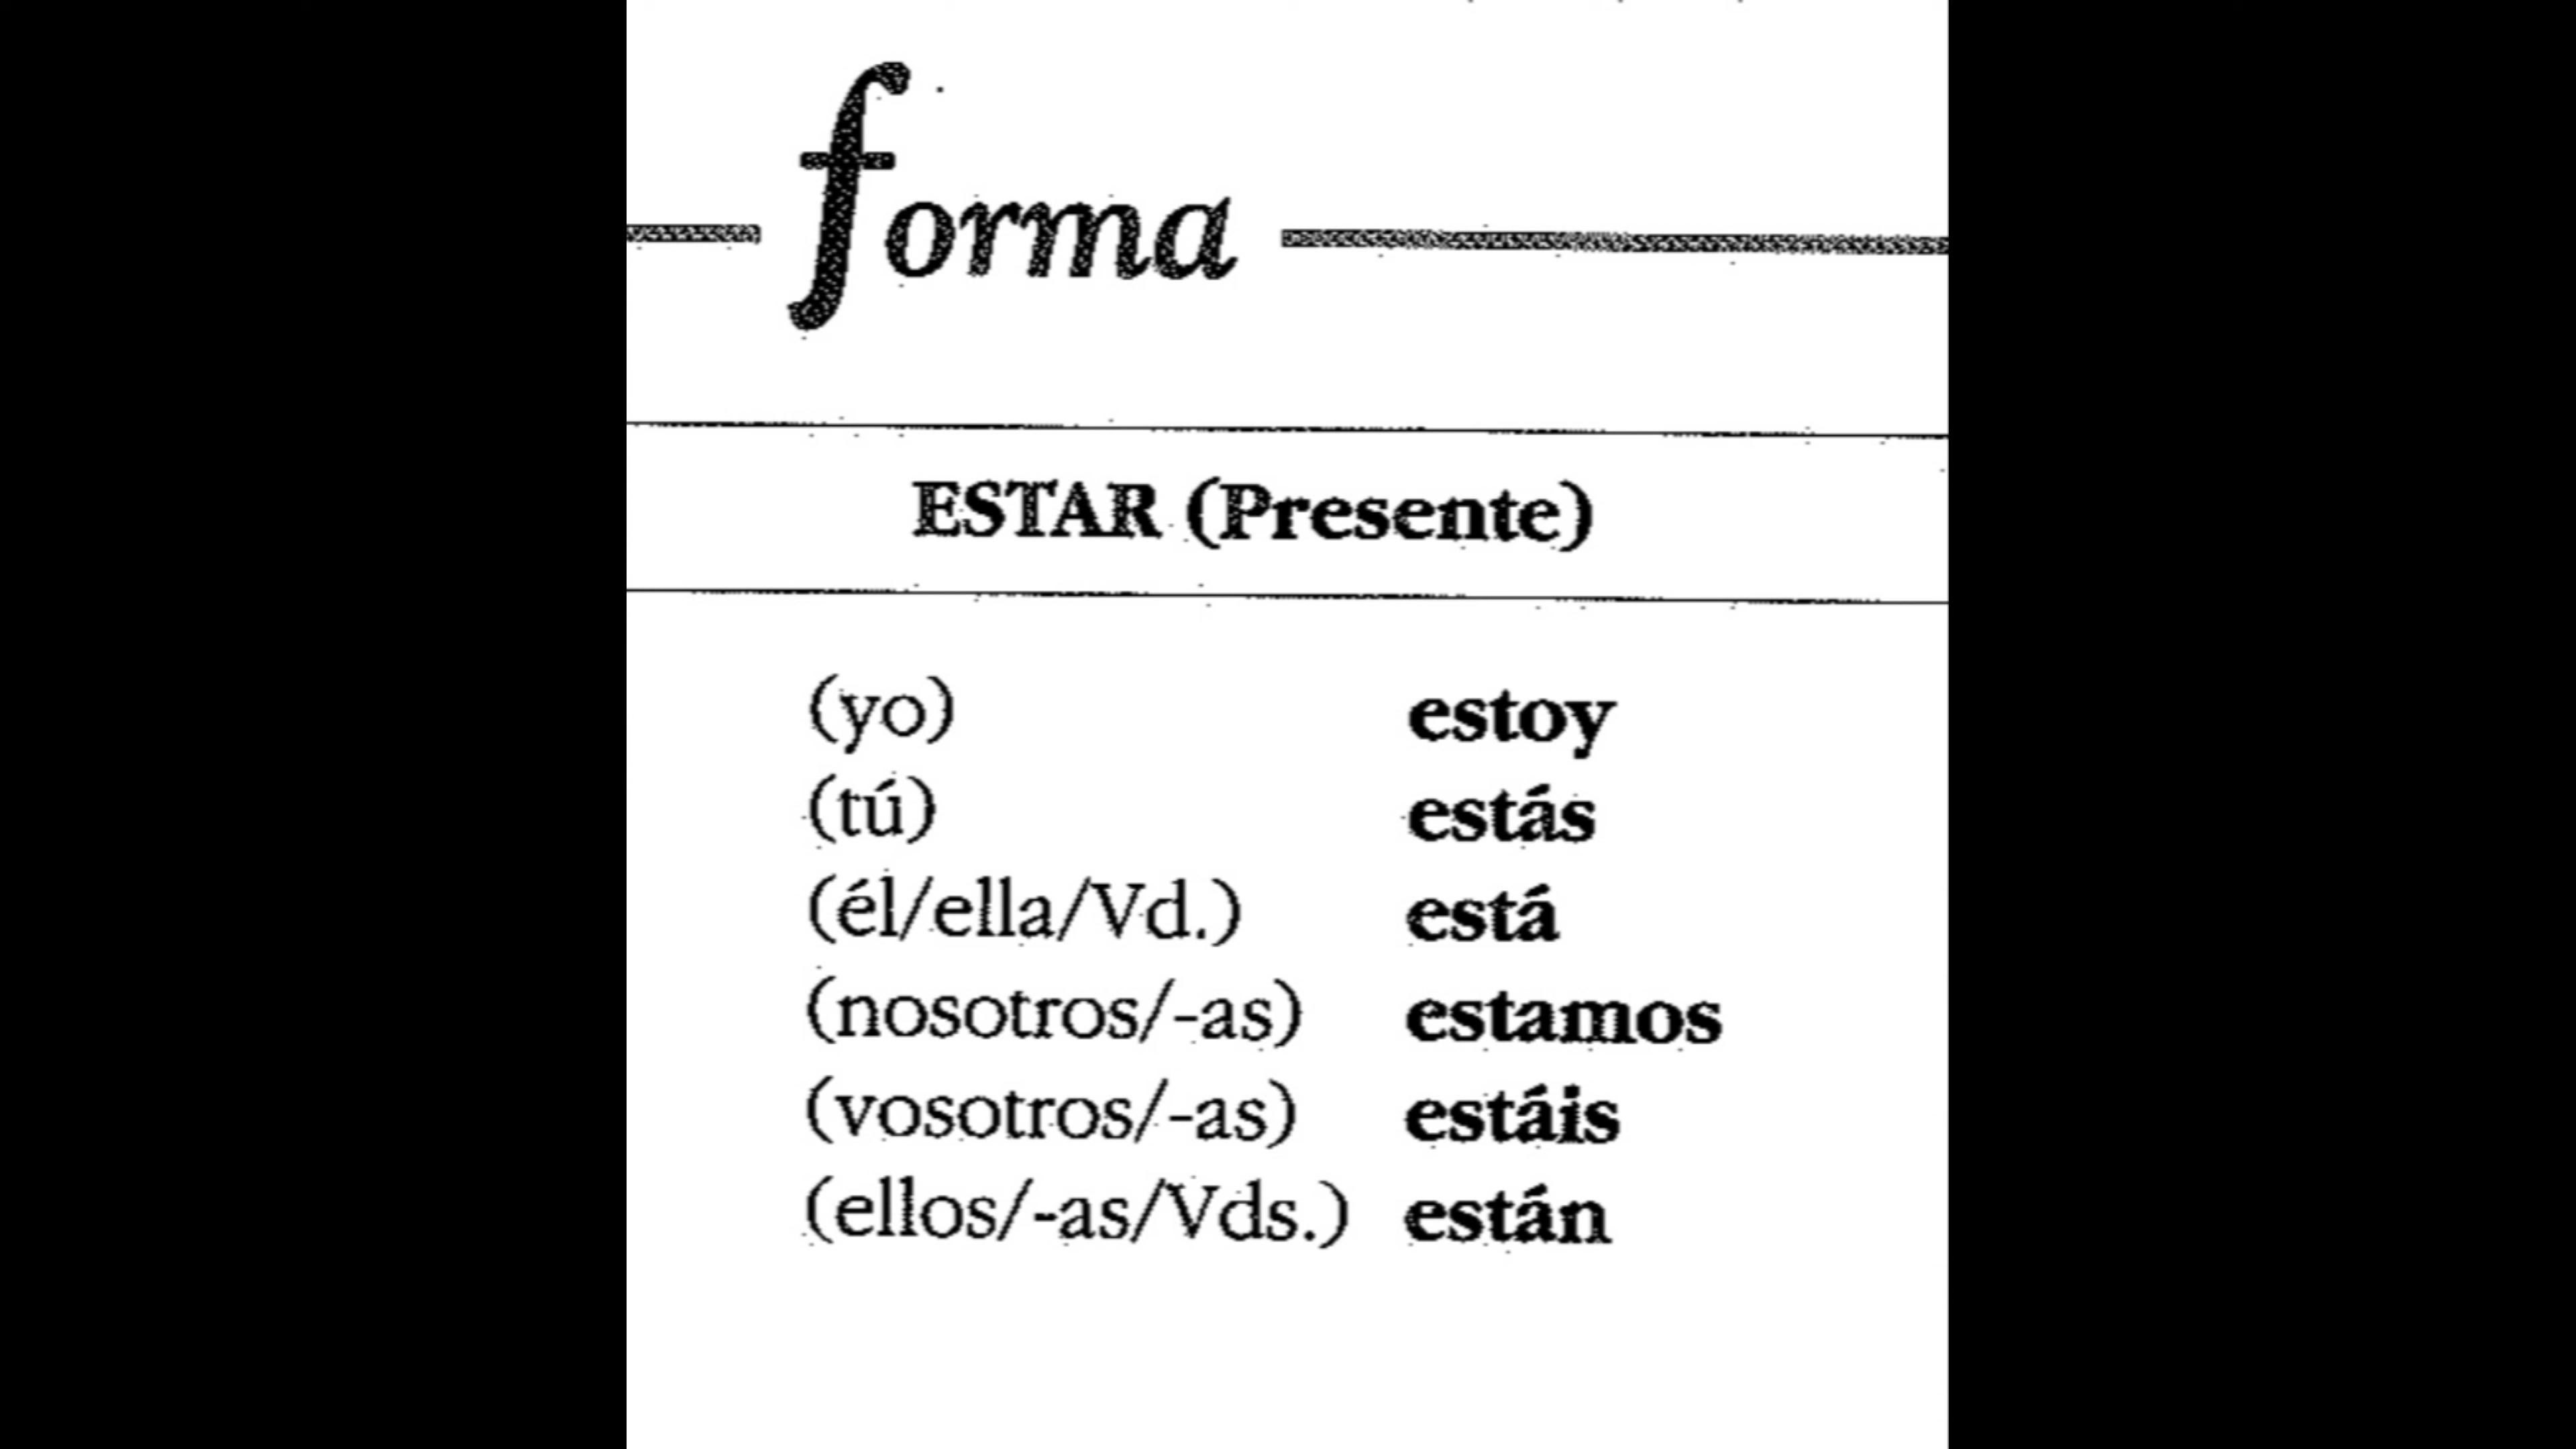 forma
ESTAR (Presente)
(yo) estoy
(tú) estás
(él/ella/Vd.) está
(nosotros/-as) estamos
(vosotros/-as) estáis
(ellos/-as/Vds.) están